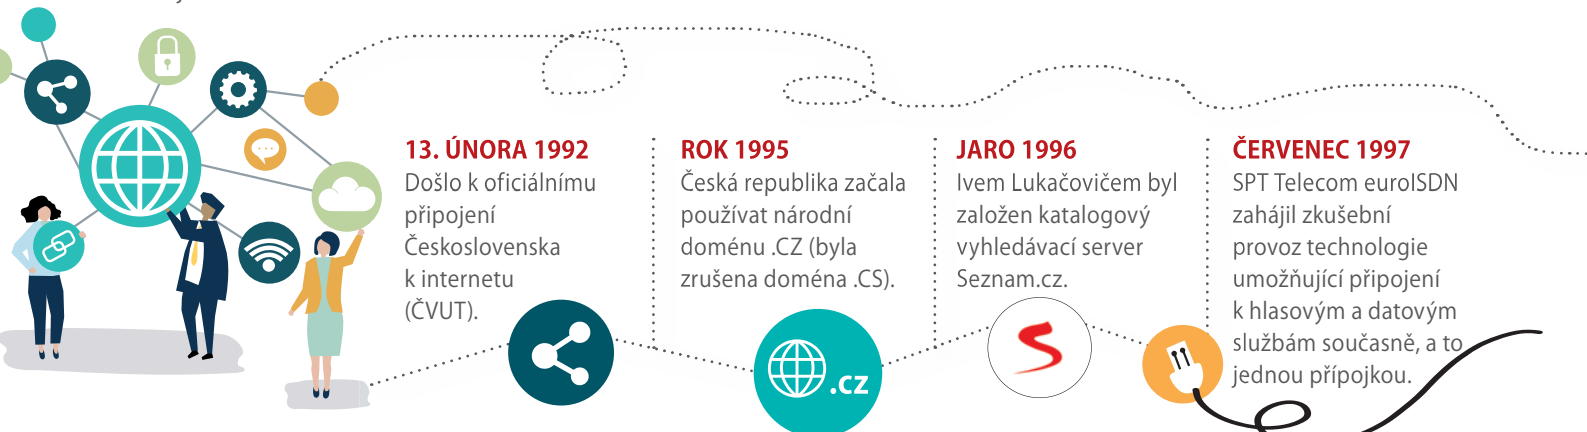 13. ÚNORA 1992
Došlo k oficiálnímu
připojení
Československa
k internetu
(ČVUT).
ROK 1995
Česká republika začala
používat národní
doménu .CZ (byla
zrušena doména .CS).
.cz
JARO 1996
Ivem Lukačovičem byl
založen katalogový
vyhledávací server
Seznam.cz.
ČERVENEC 1997
SPT Telecom euroISDN
zahájil zkušební
provoz technologie
umožňující připojení
k hlasovým a datovým
službám současně, a to
jednou přípojkou.